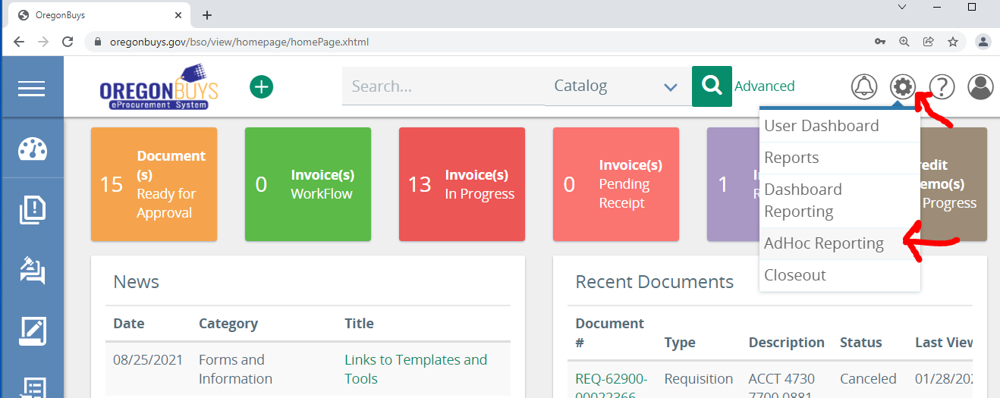 OregonBuys
oregonbuys.gov/bso/view/homepage/homePage.xhtml
OREGONBUYS
eProcurement System
Search...
Catalog
Advanced
User Dashboard
Reports
Dashboard
Reporting
AdHoc Reporting
Closeout
15
Document
(s)
Ready for
Approval
0
Invoice(s)
WorkFlow
13
Invoice(s)
In Progress
0
Invoice(s)
Pending
Receipt
1
redit
emo(s)
Progress
News
Date Category Title
08/25/2021 Forms and Information Links to Templates and Tools
Recent Documents
Document
# Type Description Status Last View
REQ-62900- Requisition ACCT 4730 Canceled 01/28/202
00022366 7700 0881